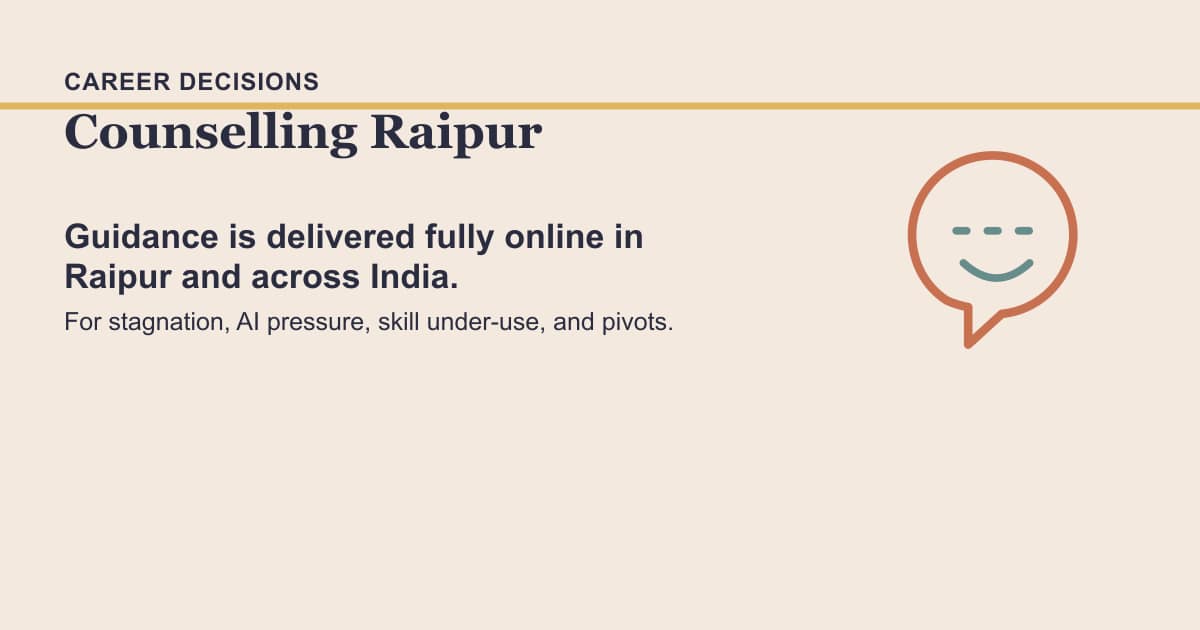 CAREER DECISIONS
Counselling Raipur
Guidance is delivered fully online in
Raipur and across India.
For stagnation, AI pressure, skill under-use, and pivots.